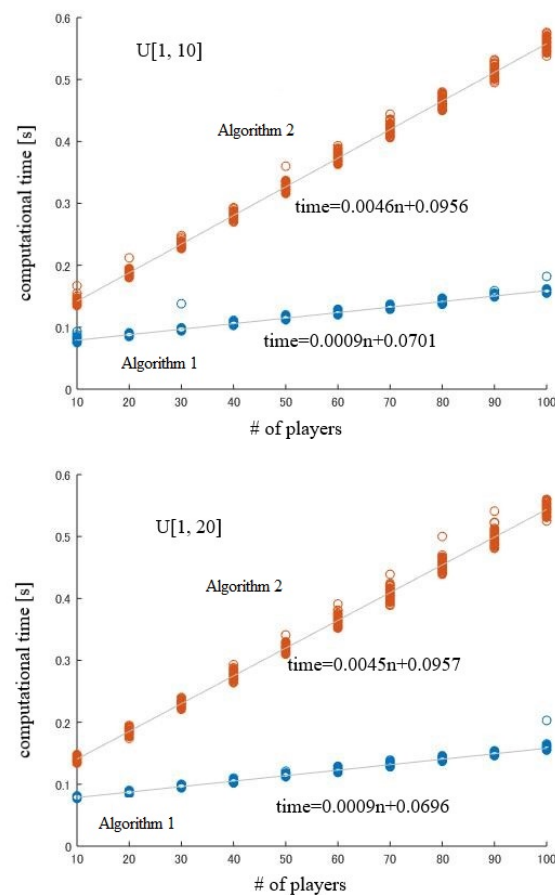 0.6
U[1, 10]
0.5
Algorithm 2
0.4
computational time [s]
0.3
time=0.0046n+0.0956
0.2
0.1
time=0.0009n+0.0701
Algorithm 1
0
10 20 30 40 50 60 70 80 90 100
# of players
0.6
U[1, 20]
0.5
Algorithm 2
0.4
computational time [s]
0.3
time=0.0045n+0.0957
0.2
0.1
time=0.0009n+0.0696
Algorithm 1
0
10 20 30 40 50 60 70 80 90 100
# of players